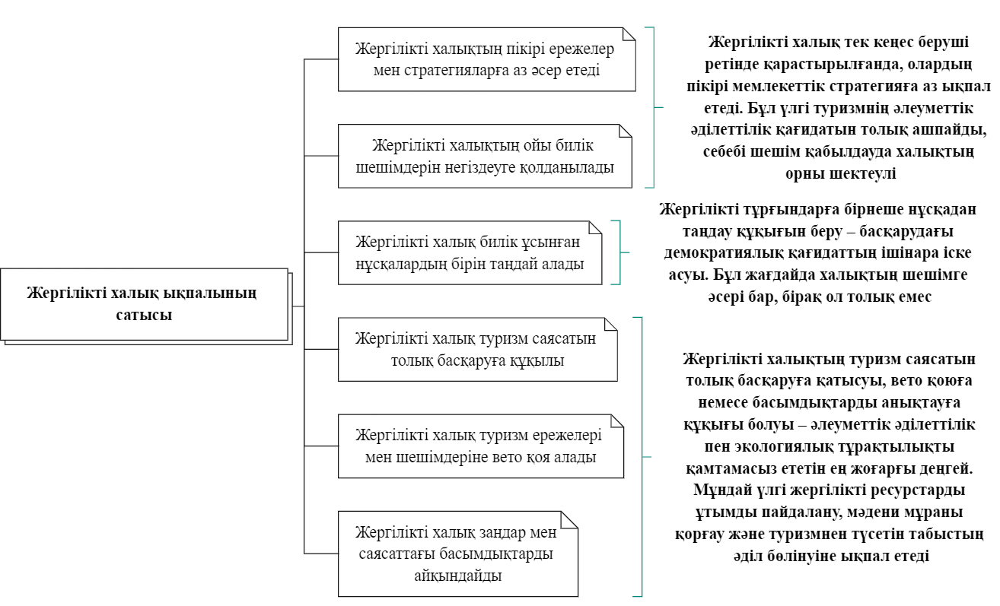 Жергілікті халық ықпалының
сатысы
Жергілікті халықтың пікірі ережелер
мен стратегияларға аз әсер етеді
Жергілікті халықтың ойы билік
шешімдерін негіздеуге қолданылады
Жергілікті халық билік ұсынған
нұсқалардың бірін таңдай алады
Жергілікті халық туризм саясатын
толық басқаруға құқылы
Жергілікті халық туризм ережелері
мен шешімдеріне вето қоя алады
Жергілікті халық заңдар мен
саясаттағы басымдықтарды
айқындайды
Жергілікті халық тек кеңес беруші
ретінде қарастырылғанда, олардың
пікірі мемлекеттік стратегияға аз ықпал
етеді. Бұл үлгі туризмнің әлеуметтік
әділеттілік қағидатын толық ашпайды,
себебі шешім қабылдауда халықтың
орны шектеулі
Жергілікті тұрғындарға бірнеше нұсқадан
таңдау құқығын беру – басқарудағы
демократиялық қағидаттың ішінара іске
асуы. Бұл жағдайда халықтың шешімге
әсері бар, бірақ ол толық емес
Жергілікті халықтың туризм саясатын
толық басқаруға қатысуы, вето қоюға
немесе басымдықтарды анықтауға
құқығы болуы – әлеуметтік әділеттілік
пен экологиялық тұрақтылықты
қамтамасыз ететін ең жоғарғы деңгей.
Мұндай үлгі жергілікті ресурстарды
ұтымды пайдалану, мәдени мұраны
қорғау және туризмнен түсетін табыстың
әділ бөлінуіне ықпал етеді